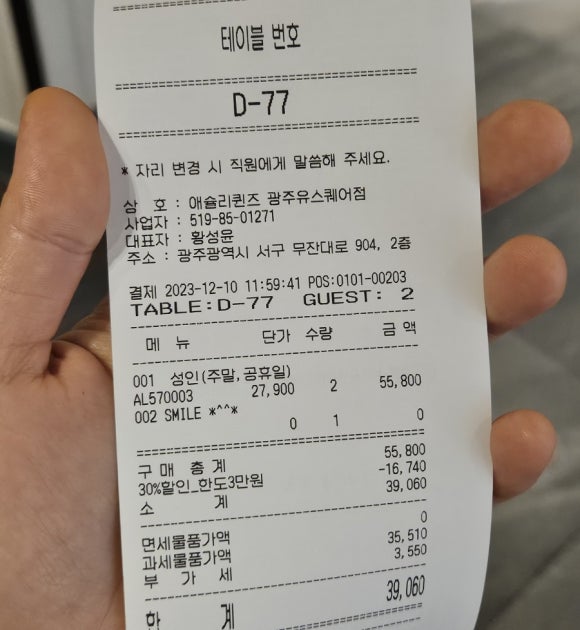 테이블 번호
D-77
* 자리 변경 시 직원에게 말씀해 주세요.
상 호 : 애슐리퀸즈 광주유스퀘어점
사업자 : 519-85-01271
대표자 : 황성윤
주소 : 광주광역시 서구 무진대로 904, 2층
결제 2023-12-10 11:59:41 POS:0101-00203
TABLE:D-77 GUEST: 2
메 뉴 단가 수량 금 액
001 성인(주말,공휴일)
AL570003 27,900 2 55,800
002 SMILE *^^*
0 1 0
구 매 총 계 55,800
30%할인_한도3만원 -16,740
소 계 39,060
면세물품가액 0
과세물품가액 35,510
부 가 세 3,550
한 계 39,060